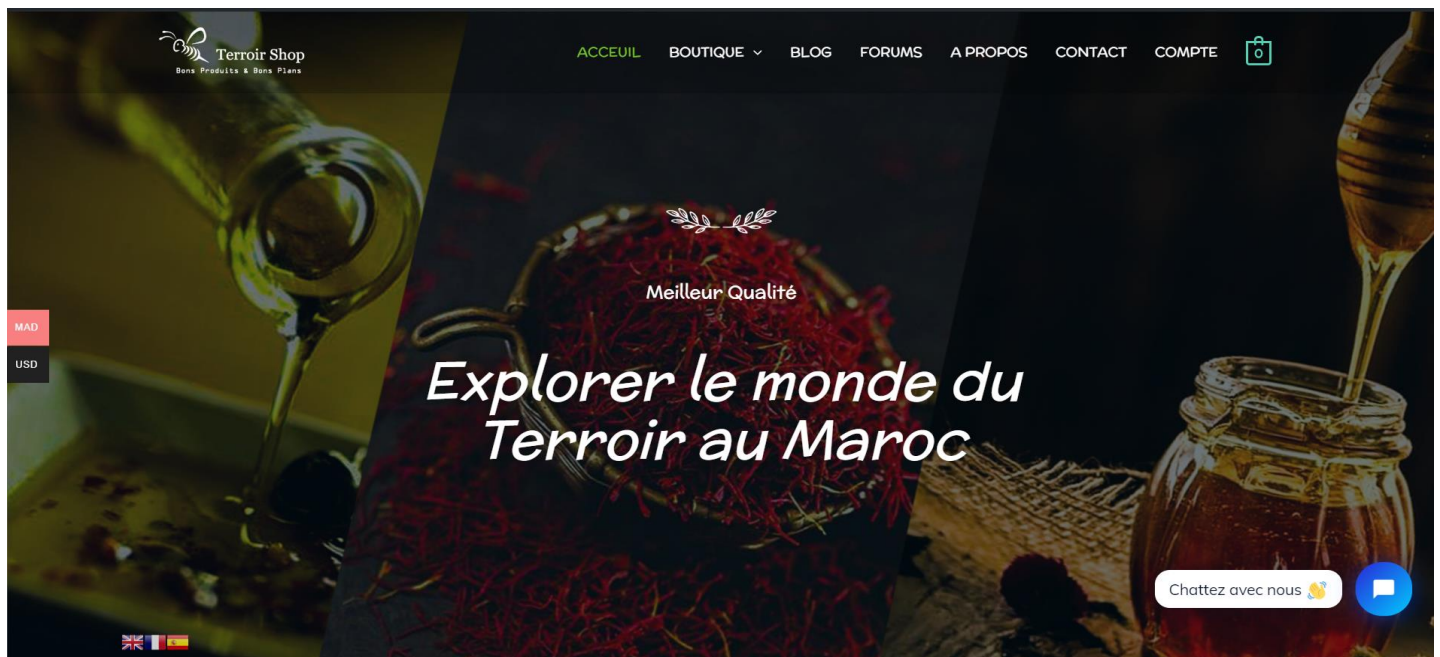 Terroir Shop
Bons Produits & Bons Plans
ACCEUIL BOUTIQUE BLOG FORUMS A PROPOS CONTACT COMPTE 0
Meilleur Qualité
MAD
USD
Explorer le monde du
Terroir au Maroc
Chattez avec nous 👋